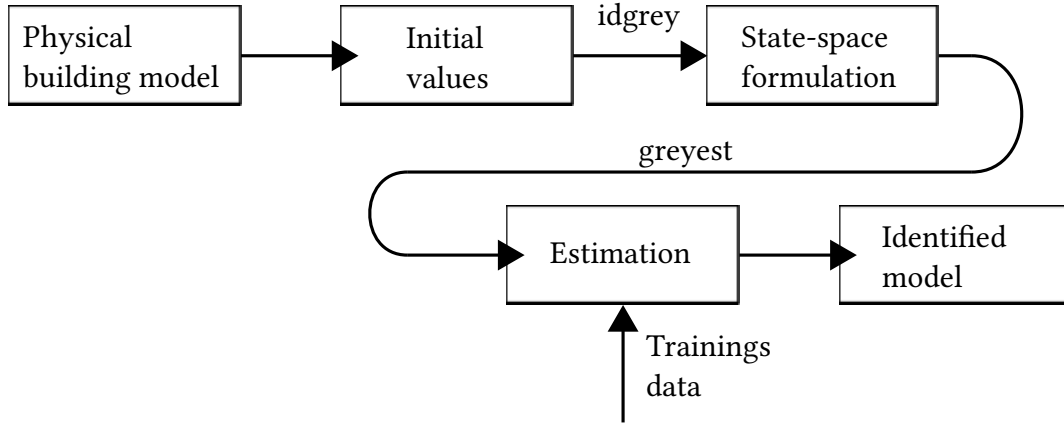 Physical
building model
Initial
values
idgrey
State-space
formulation
greyest
Estimation
Identified
model
Trainings
data